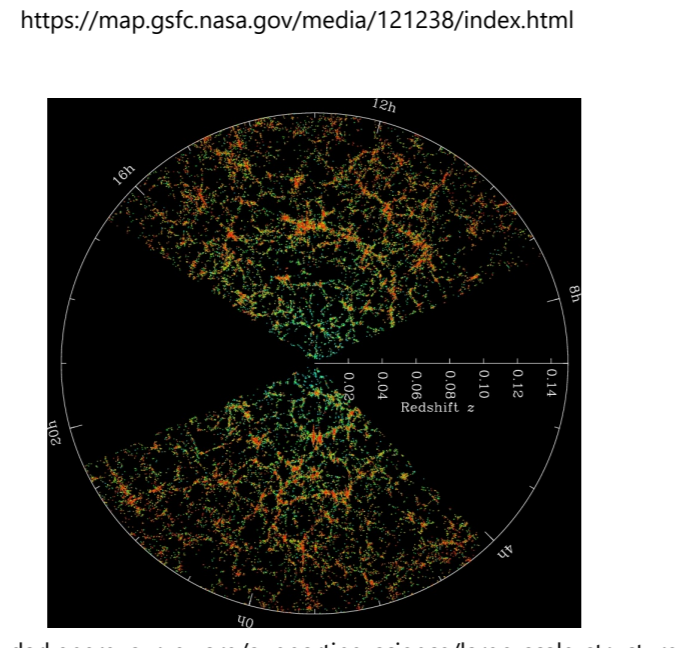 https://map.gsfc.nasa.gov/media/121238/index.html
12h
16h
8h
0.02
0.04
0.06
0.08
0.10
0.12
0.14
Redshift z
20h
4h
0h